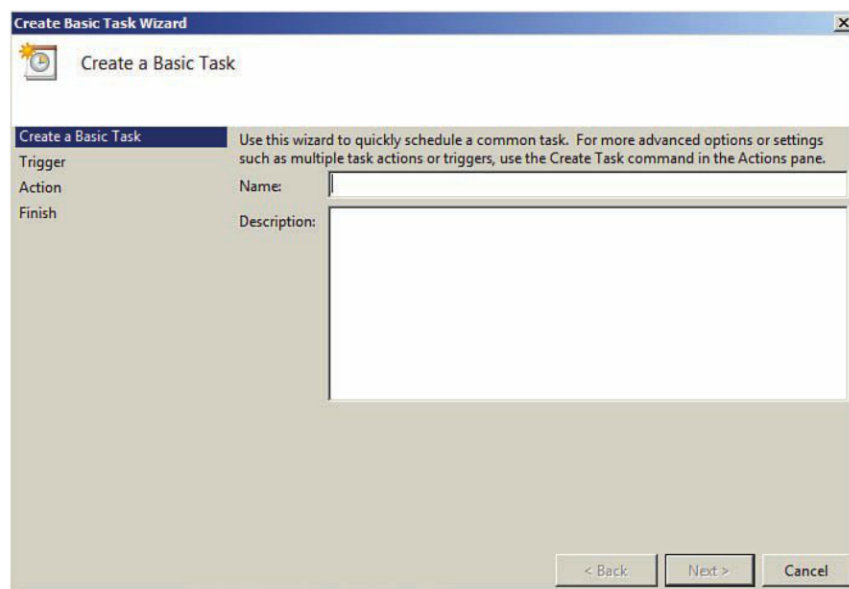 Create Basic Task Wizard
Create a Basic Task
Create a Basic Task
Trigger
Action
Finish
Use this wizard to quickly schedule a common task. For more advanced options or settings
such as multiple task actions or triggers, use the Create Task command in the Actions pane.
Name:
Description:
< Back
Next >
Cancel